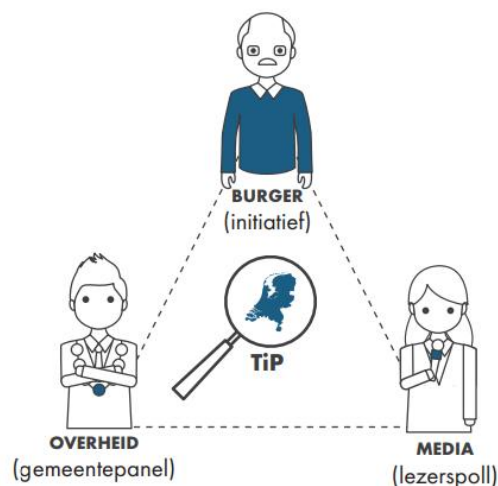 BURGER
(initiatief)
TiP
OVERHEID
(gemeentepanel)
MEDIA
(lezerspoll)